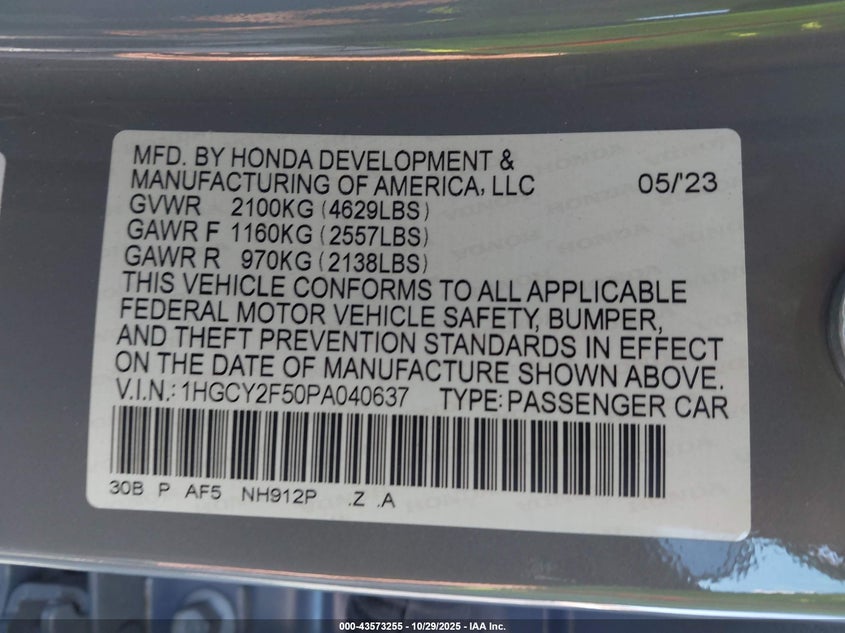 MFD. BY HONDA DEVELOPMENT &
MANUFACTURING OF AMERICA, LLC 05/'23
GVWR 2100KG (4629LBS)
GAWR F 1160KG (2557LBS)
GAWR R 970KG (2138LBS)
THIS VEHICLE CONFORMS TO ALL APPLICABLE
FEDERAL MOTOR VEHICLE SAFETY, BUMPER,
AND THEFT PREVENTION STANDARDS IN EFFECT
ON THE DATE OF MANUFACTURE SHOWN ABOVE.
V.I.N.: 1HGCY2F50PA040637 TYPE: PASSENGER CAR
30B P AF5 NH912P .Z .A
000-43573255 - 10/29/2025 - IAA Inc.